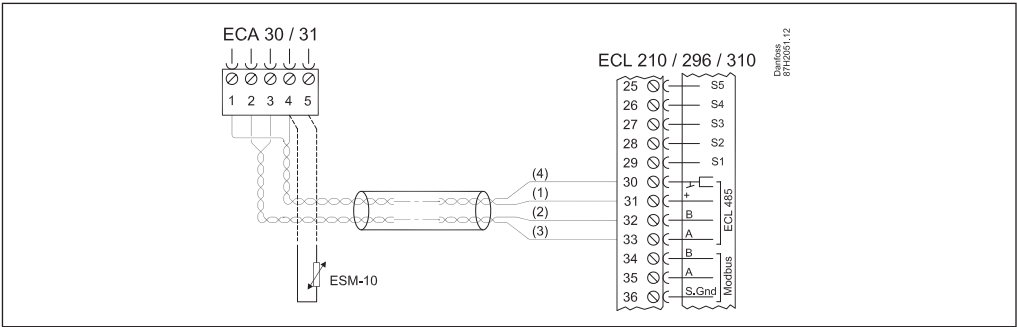 ECA 30 / 31
1 2 3 4 5
ESM-10
(4)
(1)
(2)
(3)
ECL 210 / 296 / 310
25 S5
26 S4
27 S3
28 S2
29 S1
30
31 +
32 B
33 A
34 B
35 A
36 S.Gnd
ECL 485
Modbus
Danfoss
87H2051.12